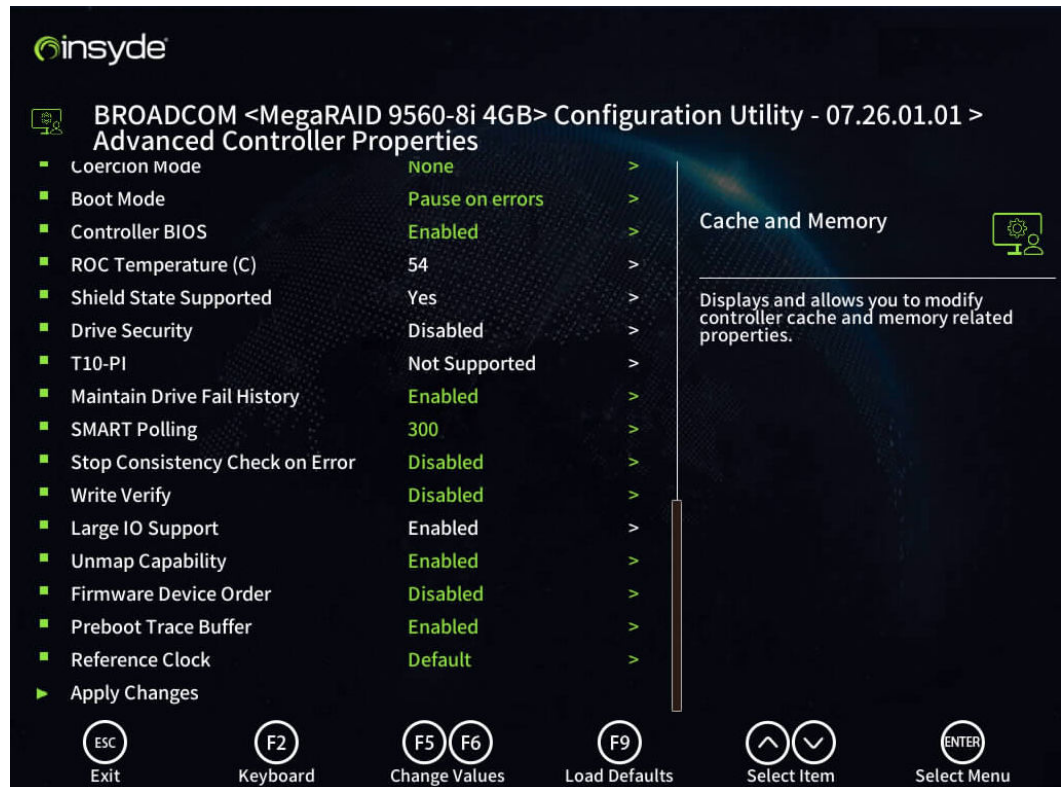 insyde
BROADCOM <MegaRAID 9560-8i 4GB> Configuration Utility - 07.26.01.01 >
Advanced Controller Properties
Coercion Mode None >
Boot Mode Pause on errors >
Controller BIOS Enabled >
ROC Temperature (C) 54 >
Shield State Supported Yes >
Drive Security Disabled >
T10-PI Not Supported >
Maintain Drive Fail History Enabled >
SMART Polling 300 >
Stop Consistency Check on Error Disabled >
Write Verify Disabled >
Large IO Support Enabled >
Unmap Capability Enabled >
Firmware Device Order Disabled >
Preboot Trace Buffer Enabled >
Reference Clock Default >
Apply Changes
Cache and Memory
Displays and allows you to modify
controller cache and memory related
properties.
ESC F2 F5 F6 F9 ENTER
Exit Keyboard Change Values Load Defaults Select Item Select Menu